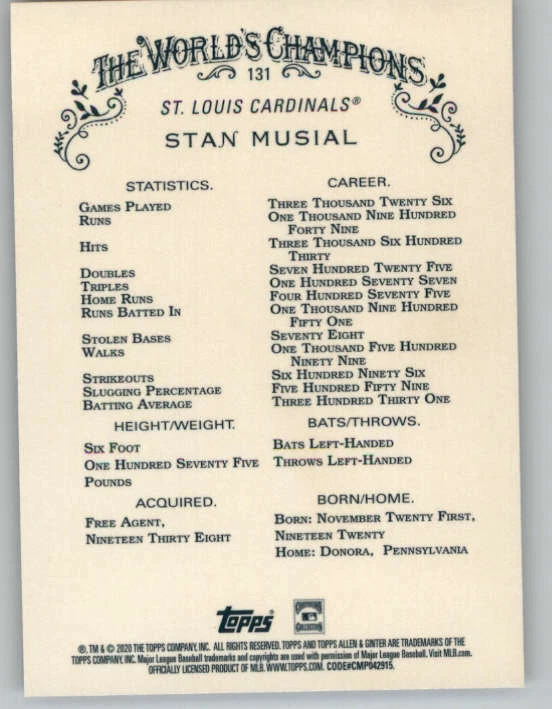 THE WORLD'S CHAMPIONS
131
ST. LOUIS CARDINALS®
STAN MUSIAL
STATISTICS. CAREER.
GAMES PLAYED THREE THOUSAND TWENTY SIX
RUNS ONE THOUSAND NINE HUNDRED
FORTY NINE
HITS THREE THOUSAND SIX HUNDRED
THIRTY
DOUBLES SEVEN HUNDRED TWENTY FIVE
TRIPLES ONE HUNDRED SEVENTY SEVEN
HOME RUNS FOUR HUNDRED SEVENTY FIVE
RUNS BATTED IN ONE THOUSAND NINE HUNDRED
FIFTY ONE
STOLEN BASES SEVENTY EIGHT
WALKS ONE THOUSAND FIVE HUNDRED
NINETY NINE
STRIKEOUTS SIX HUNDRED NINETY SIX
SLUGGING PERCENTAGE FIVE HUNDRED FIFTY NINE
BATTING AVERAGE THREE HUNDRED THIRTY ONE
HEIGHT/WEIGHT. BATS/THROWS.
SIX FOOT BATS LEFT-HANDED
ONE HUNDRED SEVENTY FIVE THROWS LEFT-HANDED
POUNDS
ACQUIRED. BORN/HOME.
FREE AGENT, BORN: NOVEMBER TWENTY FIRST,
NINETEEN THIRTY EIGHT NINETEEN TWENTY
HOME: DONORA, PENNSYLVANIA
TOPPS
®, TM & © 2020 THE TOPPS COMPANY, INC. ALL RIGHTS RESERVED. TOPPS AND TOPPS ALLEN & GINTER ARE TRADEMARKS OF THE
TOPPS COMPANY, INC. Major League Baseball trademarks and copyrights are used with permission of Major League Baseball. Visit MLB.com.
OFFICIALLY LICENSED PRODUCT OF MLB. WWW.TOPPS.COM. CODE#CMP042915.